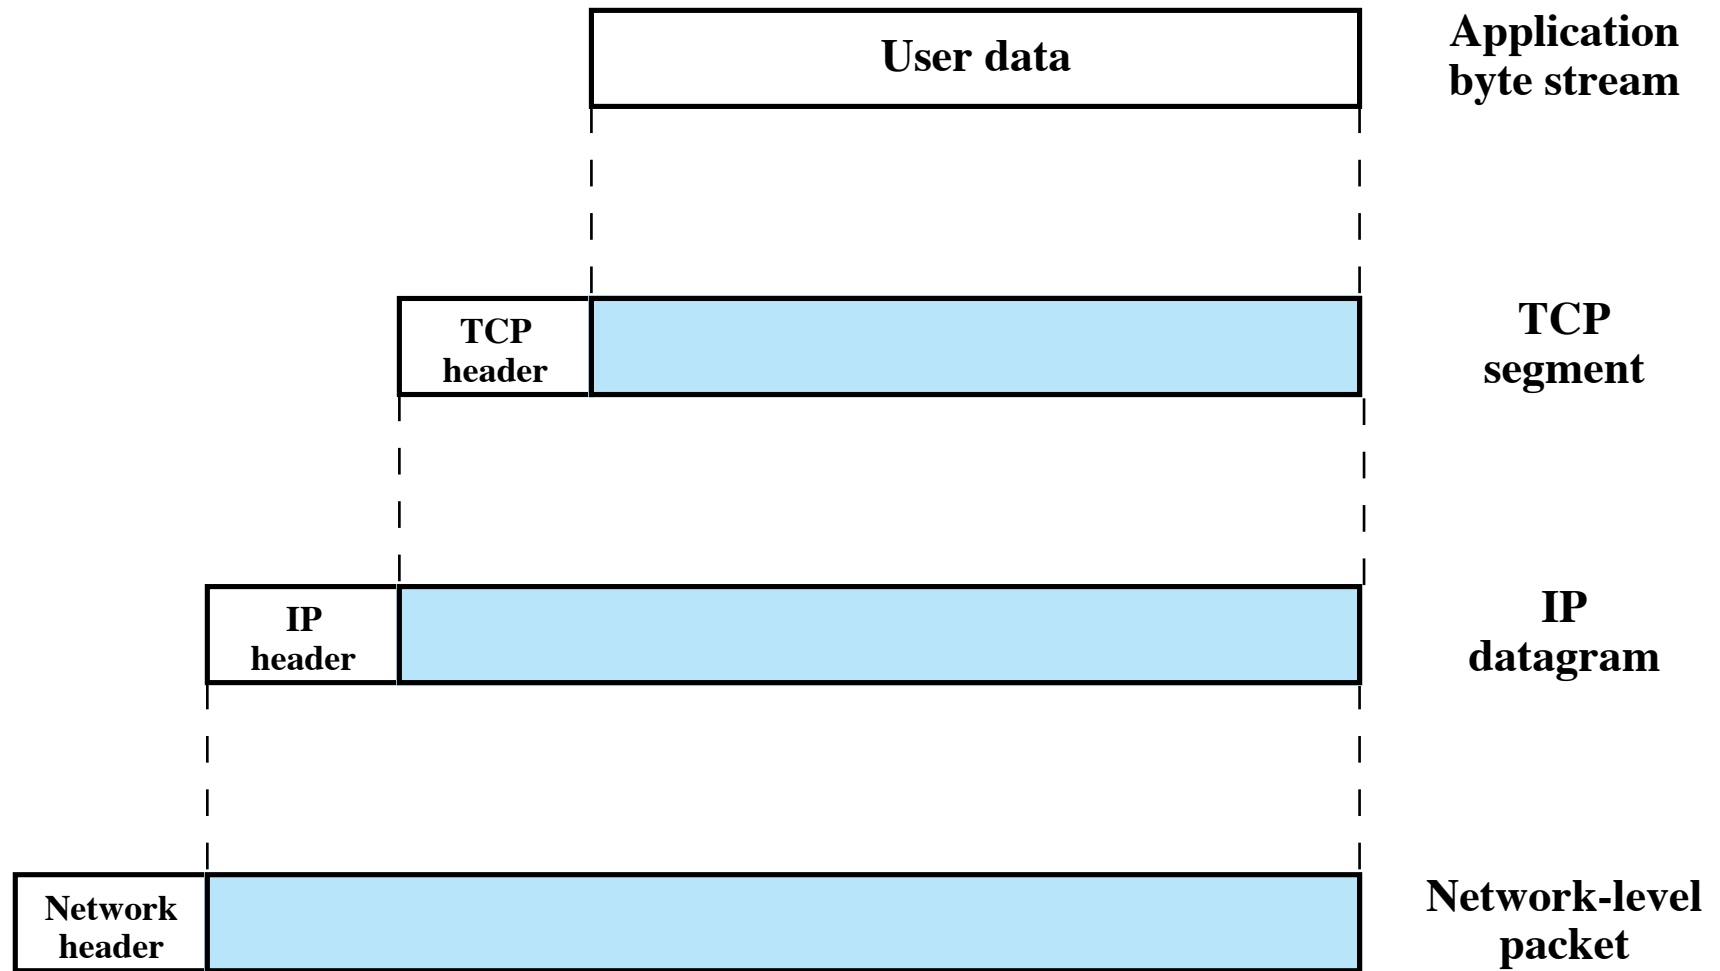 User data
Application
byte stream
TCP
header
TCP
segment
IP
header
IP
datagram
Network
header
Network-level
packet